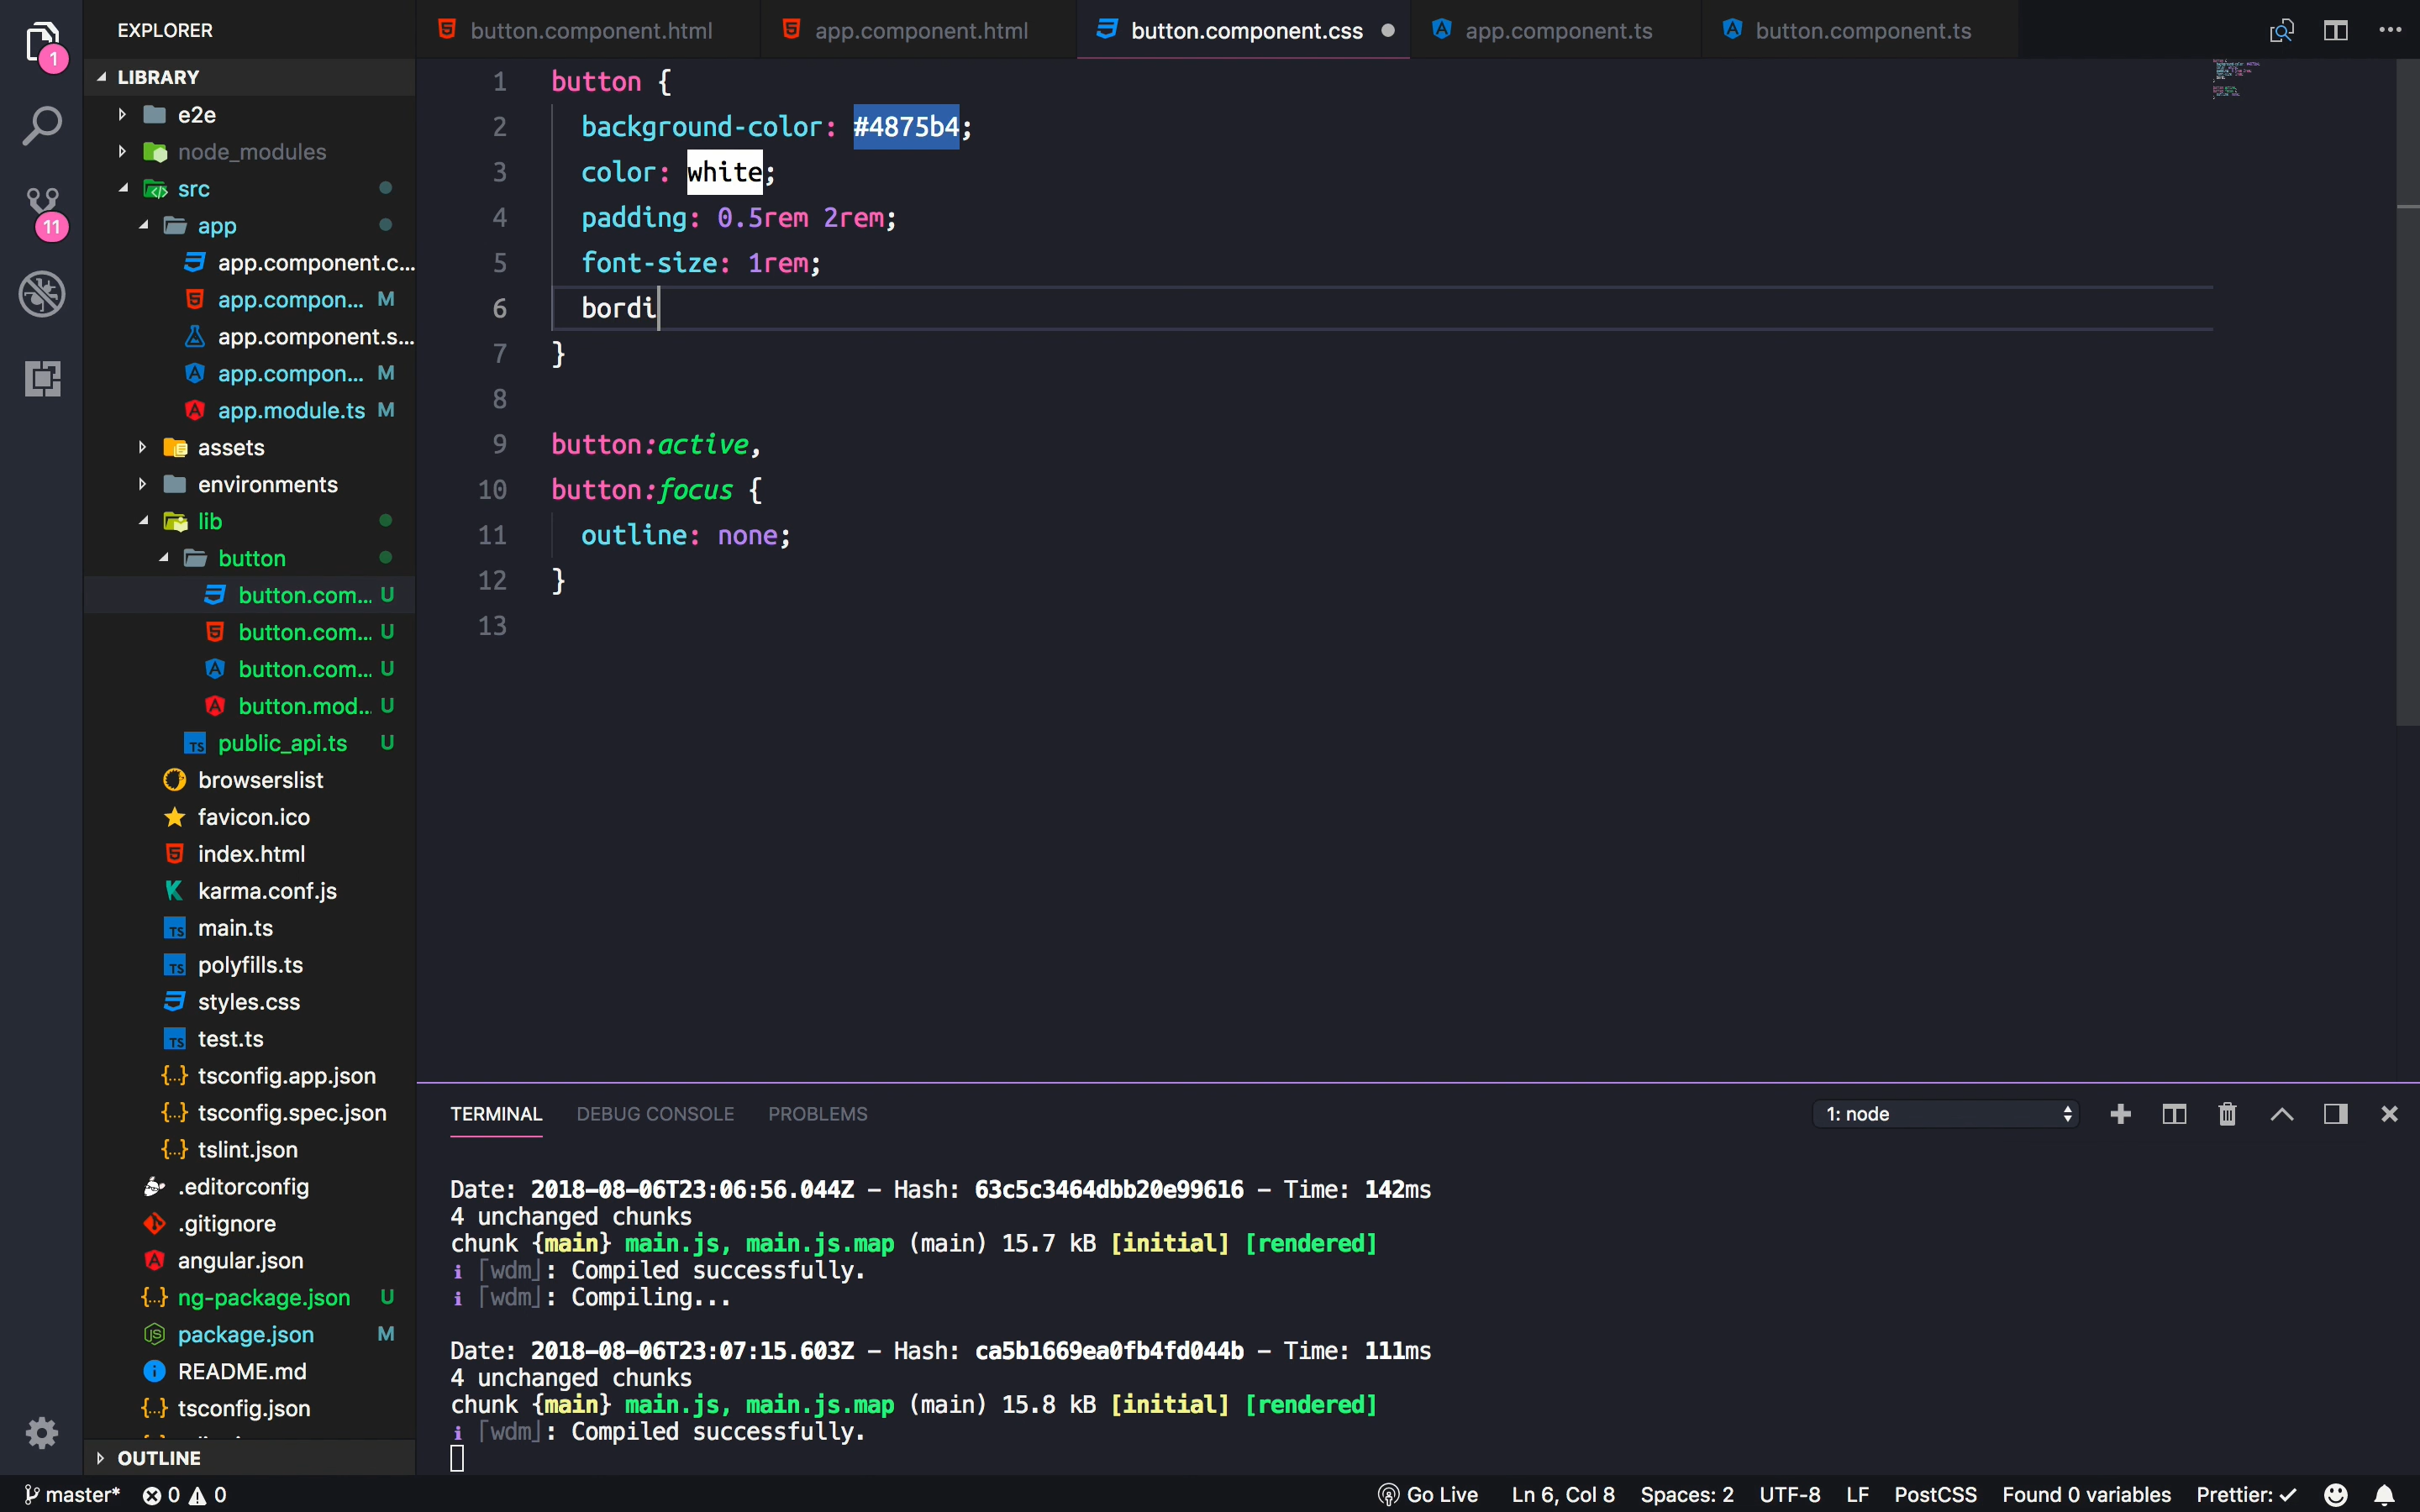 EXPLORER
LIBRARY
e2e
node_modules
src
app
app.component.c...
app.compon... M
app.component.s...
app.compon... M
app.module.ts M
assets
environments
lib
button
button.com... U
button.com... U
button.com... U
button.mod... U
public_api.ts U
browserslist
favicon.ico
index.html
karma.conf.js
main.ts
polyfills.ts
styles.css
test.ts
tsconfig.app.json
tsconfig.spec.json
tslint.json
.editorconfig
.gitignore
angular.json
ng-package.json U
package.json M
README.md
tsconfig.json
OUTLINE
1
11
button.component.html app.component.html button.component.css app.component.ts button.component.ts
1 button {
2 background-color: #4875b4;
3 color: white;
4 padding: 0.5rem 2rem;
5 font-size: 1rem;
6 bordi
7 }
8
9 button:active,
10 button:focus {
11 outline: none;
12 }
13
TERMINAL DEBUG CONSOLE PROBLEMS 1: node
Date: 2018-08-06T23:06:56.044Z - Hash: 63c5c3464dbb20e99616 - Time: 142ms
4 unchanged chunks
chunk {main} main.js, main.js.map (main) 15.7 kB [initial] [rendered]
i ｢wdm｣: Compiled successfully.
i ｢wdm｣: Compiling...
Date: 2018-08-06T23:07:15.603Z - Hash: ca5b1669ea0fb4fd044b - Time: 111ms
4 unchanged chunks
chunk {main} main.js, main.js.map (main) 15.8 kB [initial] [rendered]
i ｢wdm｣: Compiled successfully.
master* 0 0 Go Live Ln 6, Col 8 Spaces: 2 UTF-8 LF PostCSS Found 0 variables Prettier: ✓